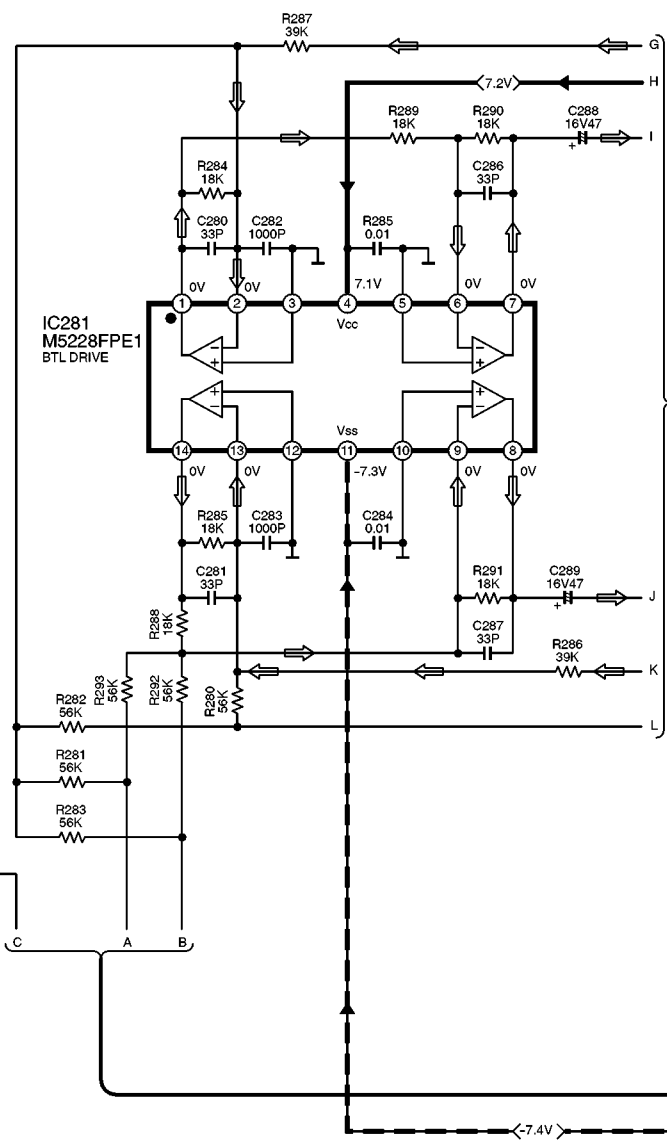 R287
39K
G
7.2V
H
R289
18K
R290
18K
C288
16V47
+
I
R284
18K
C286
33P
C280
33P
C282
1000P
R285
0.01
0V
0V
7.1V
0V
0V
1
2
3
4
5
6
7
Vcc
IC281
M5228FPE1
BTL DRIVE
−
+
−
+
+
−
+
−
Vss
14
13
12
11
10
9
8
0V
0V
−7.3V
0V
0V
R285
18K
C283
1000P
C284
0.01
C281
33P
R291
18K
C289
16V47
+
J
R288
18K
C287
33P
R286
39K
K
R293
56K
R292
56K
R280
56K
R282
56K
L
R281
56K
R283
56K
C
A
B
−7.4V